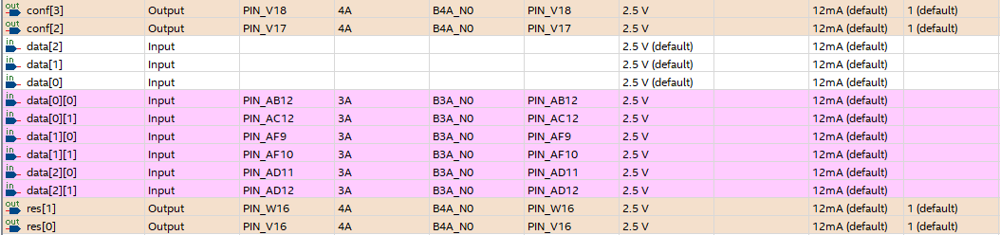 out conf[3] Output PIN_V18 4A B4A_N0 PIN_V18 2.5 V 12mA (default) 1 (default)
out conf[2] Output PIN_V17 4A B4A_N0 PIN_V17 2.5 V 12mA (default) 1 (default)
in data[2] Input 2.5 V (default) 12mA (default)
in data[1] Input 2.5 V (default) 12mA (default)
in data[0] Input 2.5 V (default) 12mA (default)
in data[0][0] Input PIN_AB12 3A B3A_N0 PIN_AB12 2.5 V 12mA (default)
in data[0][1] Input PIN_AC12 3A B3A_N0 PIN_AC12 2.5 V 12mA (default)
in data[1][0] Input PIN_AF9 3A B3A_N0 PIN_AF9 2.5 V 12mA (default)
in data[1][1] Input PIN_AF10 3A B3A_N0 PIN_AF10 2.5 V 12mA (default)
in data[2][0] Input PIN_AD11 3A B3A_N0 PIN_AD11 2.5 V 12mA (default)
in data[2][1] Input PIN_AD12 3A B3A_N0 PIN_AD12 2.5 V 12mA (default)
out res[1] Output PIN_W16 4A B4A_N0 PIN_W16 2.5 V 12mA (default) 1 (default)
out res[0] Output PIN_V16 4A B4A_N0 PIN_V16 2.5 V 12mA (default) 1 (default)